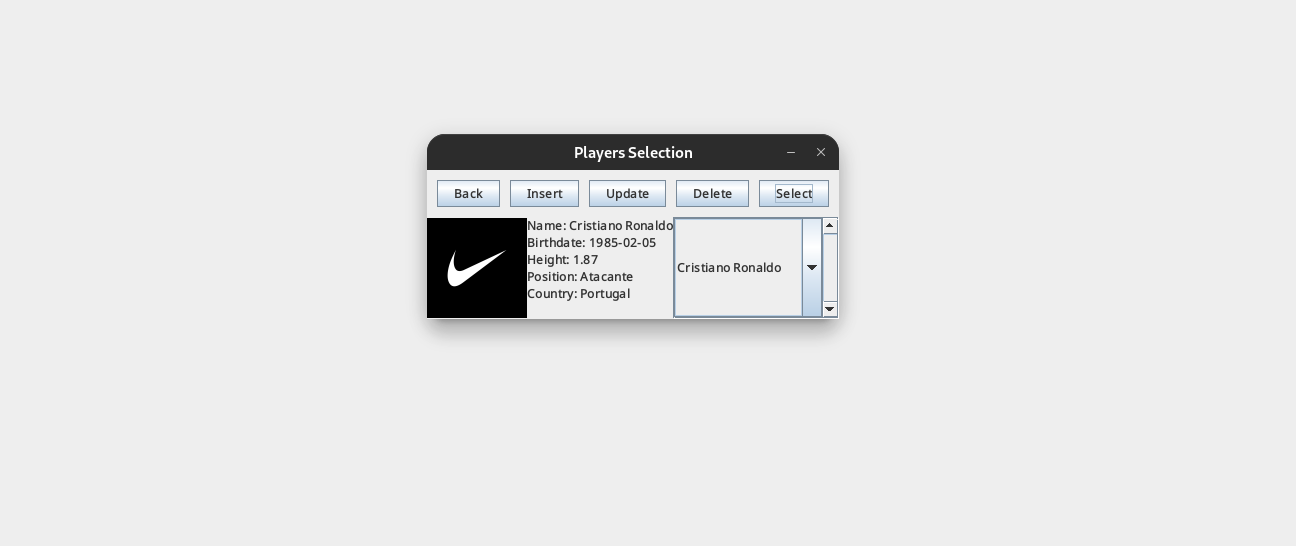 Players Selection
Back
Insert
Update
Delete
Select
Name: Cristiano Ronaldo
Birthdate: 1985-02-05
Height: 1.87
Position: Atacante
Country: Portugal
Cristiano Ronaldo